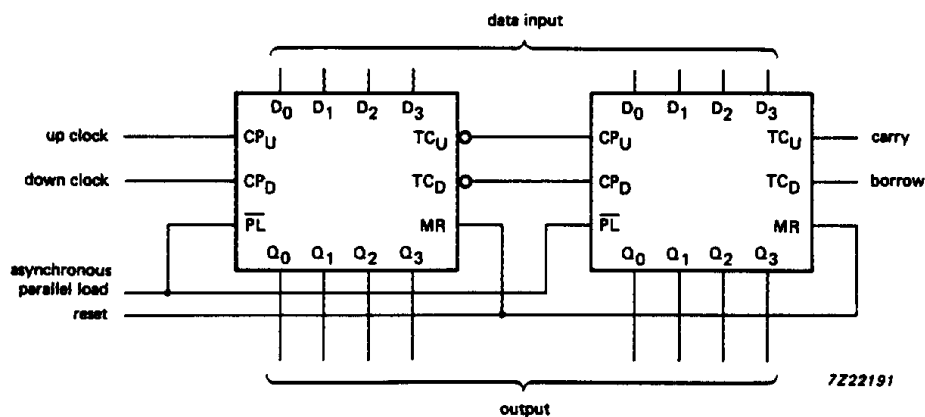 data input
D0 D1 D2 D3 D0 D1 D2 D3
up clock CPU TCU CPU TCU carry
down clock CPD TCD CPD TCD borrow
PL MR PL MR
Q0 Q1 Q2 Q3 Q0 Q1 Q2 Q3
asynchronous
parallel load
reset
7Z22191
output